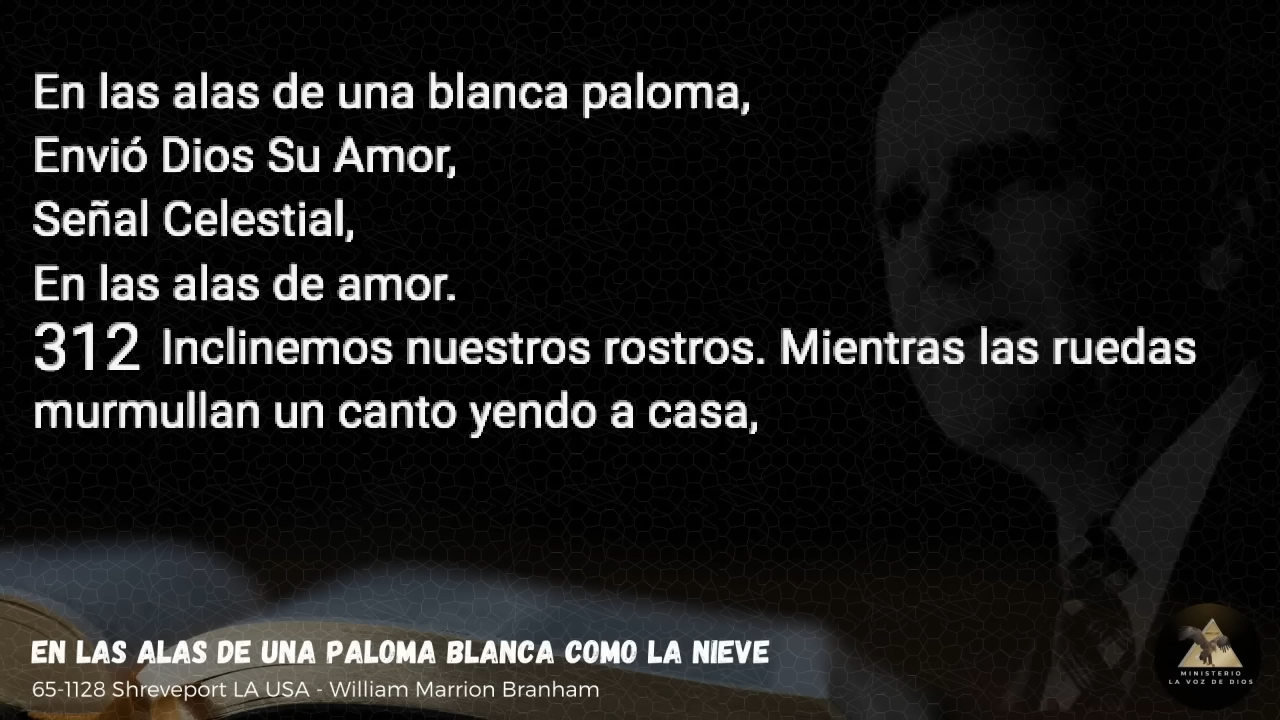 En las alas de una blanca paloma,
Envió Dios Su Amor,
Señal Celestial,
En las alas de amor.
312 Inclinemos nuestros rostros. Mientras las ruedas
murmullan un canto yendo a casa,
EN LAS ALAS DE UNA PALOMA BLANCA COMO LA NIEVE
65-1128 Shreveport LA USA - William Marrion Branham
MINISTERIO
LA VOZ DE DIOS